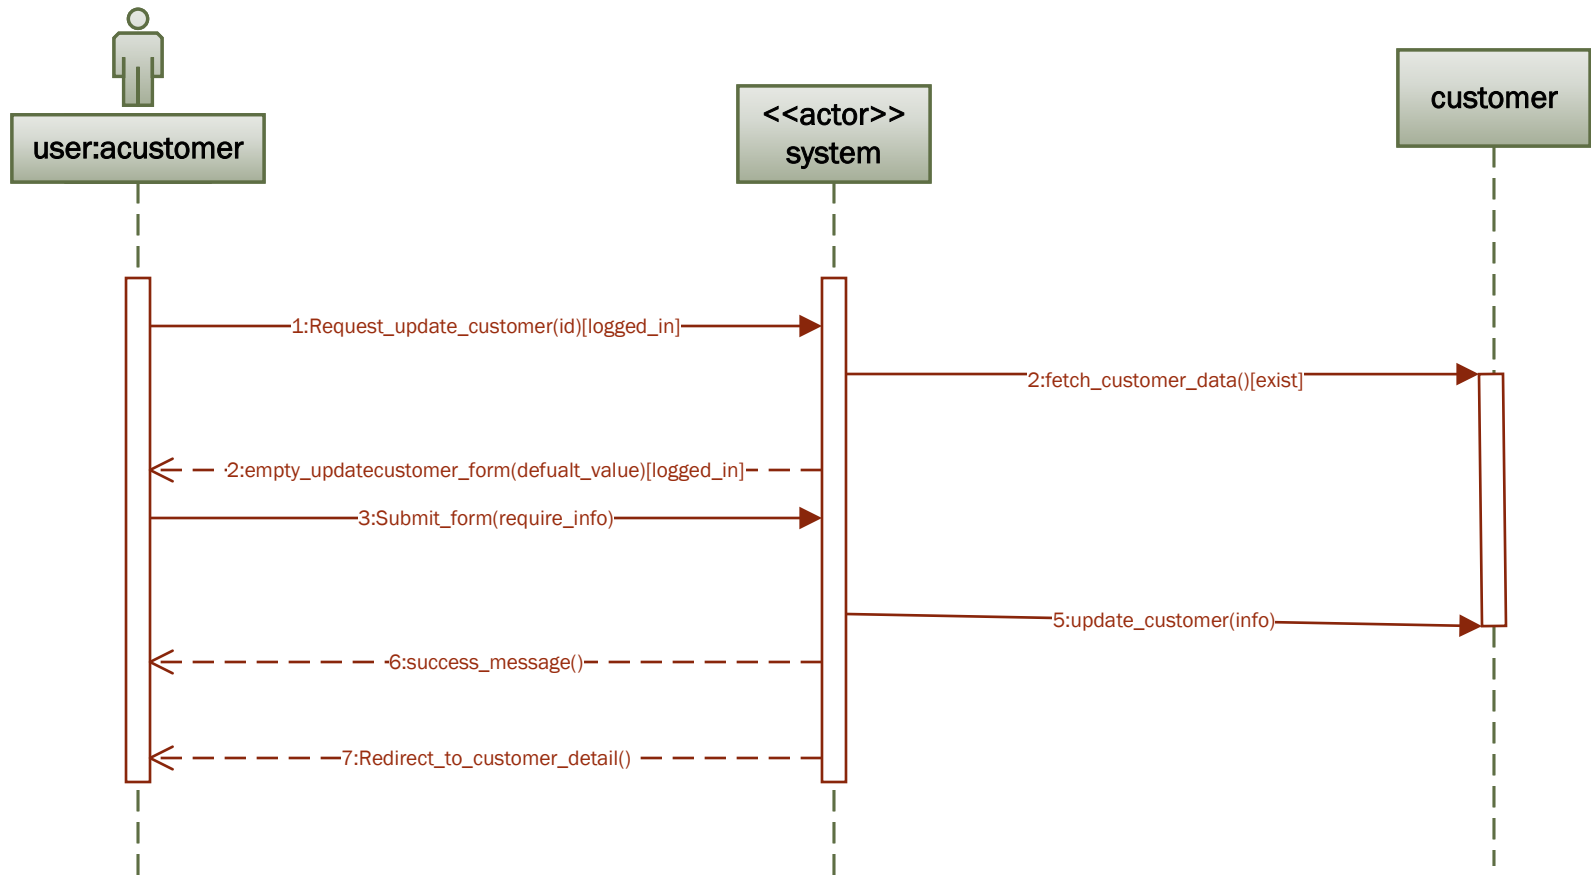 user:acustomer
<<actor>>
system
customer
1:Request_update_customer(id)[logged_in]
2:fetch_customer_data()[exist]
2:empty_updatecustomer_form(defualt_value)[logged_in]
3:Submit_form(require_info)
5:update_customer(info)
6:success_message()
7:Redirect_to_customer_detail()